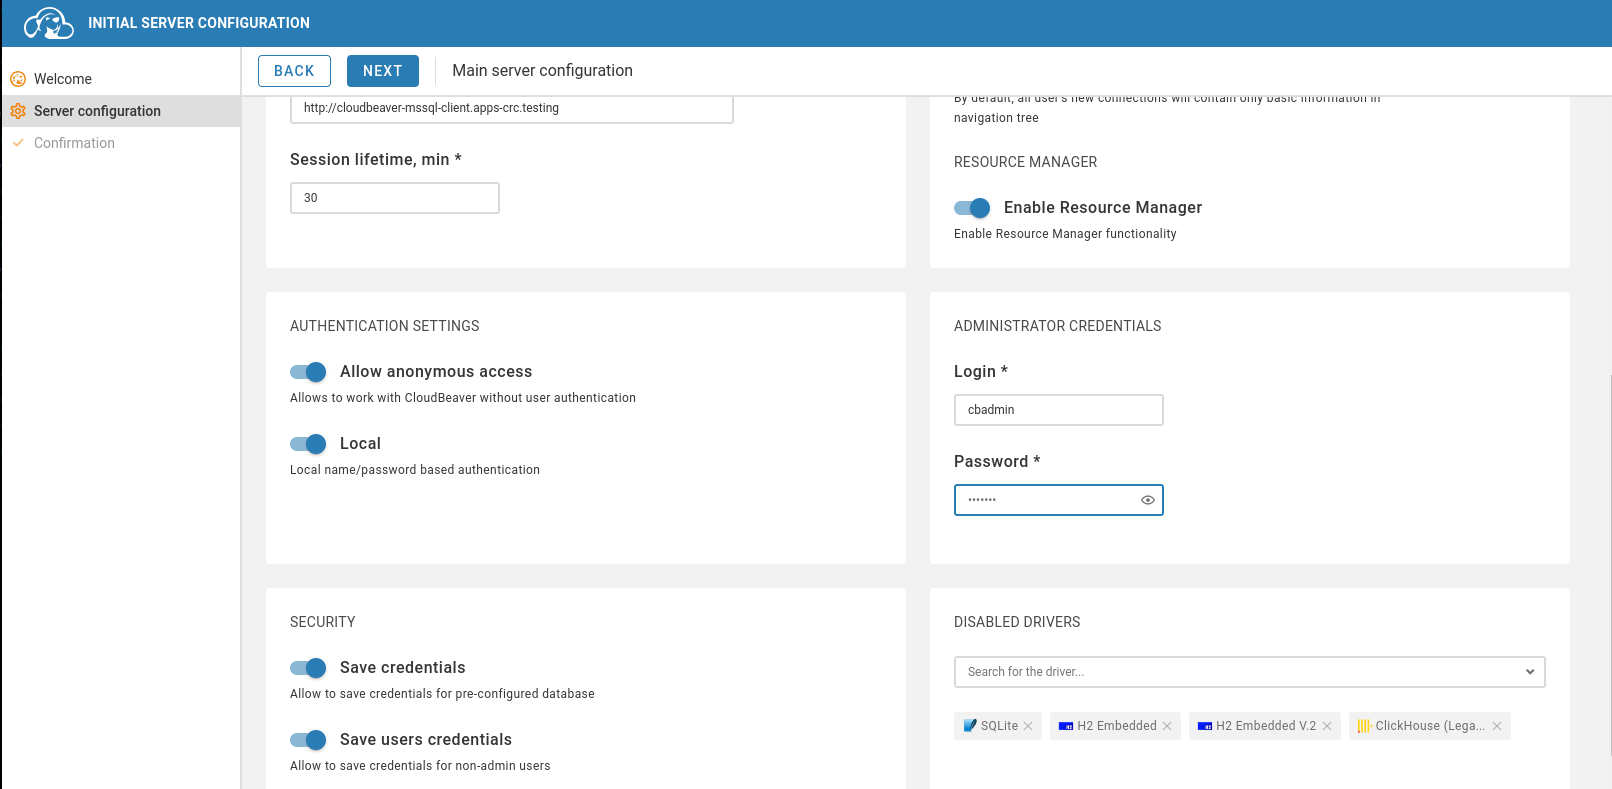 INITIAL SERVER CONFIGURATION
BACK
NEXT
Main server configuration
Welcome
Server configuration
Confirmation
http://cloudbeaver-mssql-client.apps-crc.testing
Session lifetime, min *
30
By default, all user's new connections will contain only basic information in
navigation tree
RESOURCE MANAGER
Enable Resource Manager
Enable Resource Manager functionality
AUTHENTICATION SETTINGS
Allow anonymous access
Allows to work with CloudBeaver without user authentication
Local
Local name/password based authentication
ADMINISTRATOR CREDENTIALS
Login *
cbadmin
Password *
•••••••
SECURITY
Save credentials
Allow to save credentials for pre-configured database
Save users credentials
Allow to save credentials for non-admin users
DISABLED DRIVERS
Search for the driver...
SQLite
H2 Embedded
H2 Embedded V.2
ClickHouse (Lega...